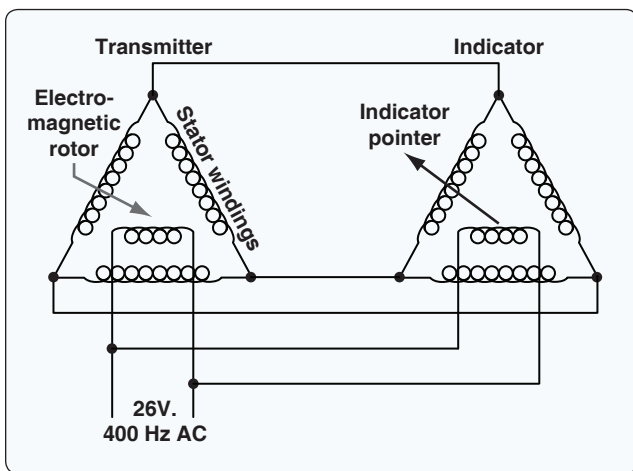 Transmitter
Indicator
Electro-
magnetic
rotor
Stator windings
Indicator
pointer
26V.
400 Hz AC